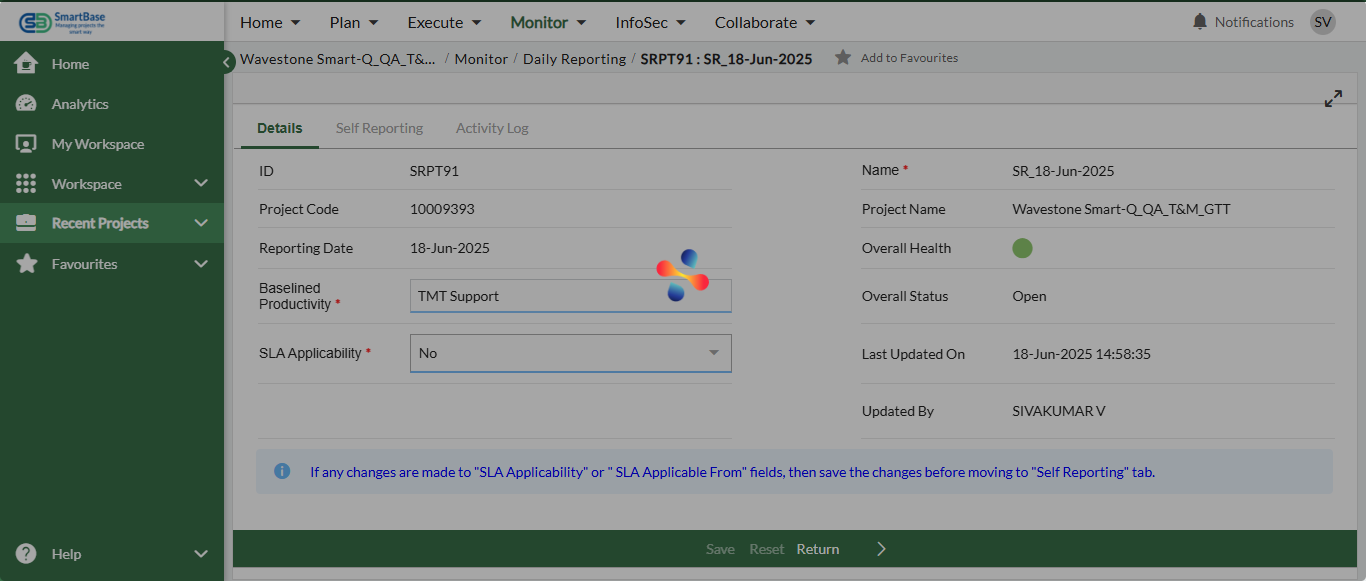 SmartBase
Managing projects the
smart way
Home Plan Execute Monitor InfoSec Collaborate Notifications SV
Wavestone Smart-Q_QA_T&... / Monitor / Daily Reporting / SRPT91 : SR_18-Jun-2025 Add to Favourites
Home
Analytics
My Workspace
Workspace
Recent Projects
Favourites
Help
Details Self Reporting Activity Log
ID SRPT91 Name * SR_18-Jun-2025
Project Code 10009393 Project Name Wavestone Smart-Q_QA_T&M_GTT
Reporting Date 18-Jun-2025 Overall Health
Baselined
Productivity * TMT Support Overall Status Open
SLA Applicability * No Last Updated On 18-Jun-2025 14:58:35
Updated By SIVAKUMAR V
If any changes are made to "SLA Applicability" or " SLA Applicable From" fields, then save the changes before moving to "Self Reporting" tab.
Save Reset Return